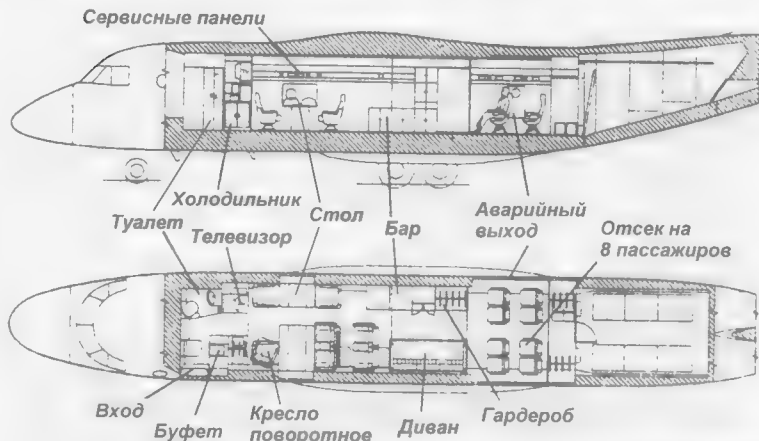 Сервисные панели
Холодильник
Туалет
Телевизор
Стол
Бар
Аварийный
выход
Отсек на
8 пассажиров
Вход
Буфет
Кресло
поворотное
Диван
Гардероб